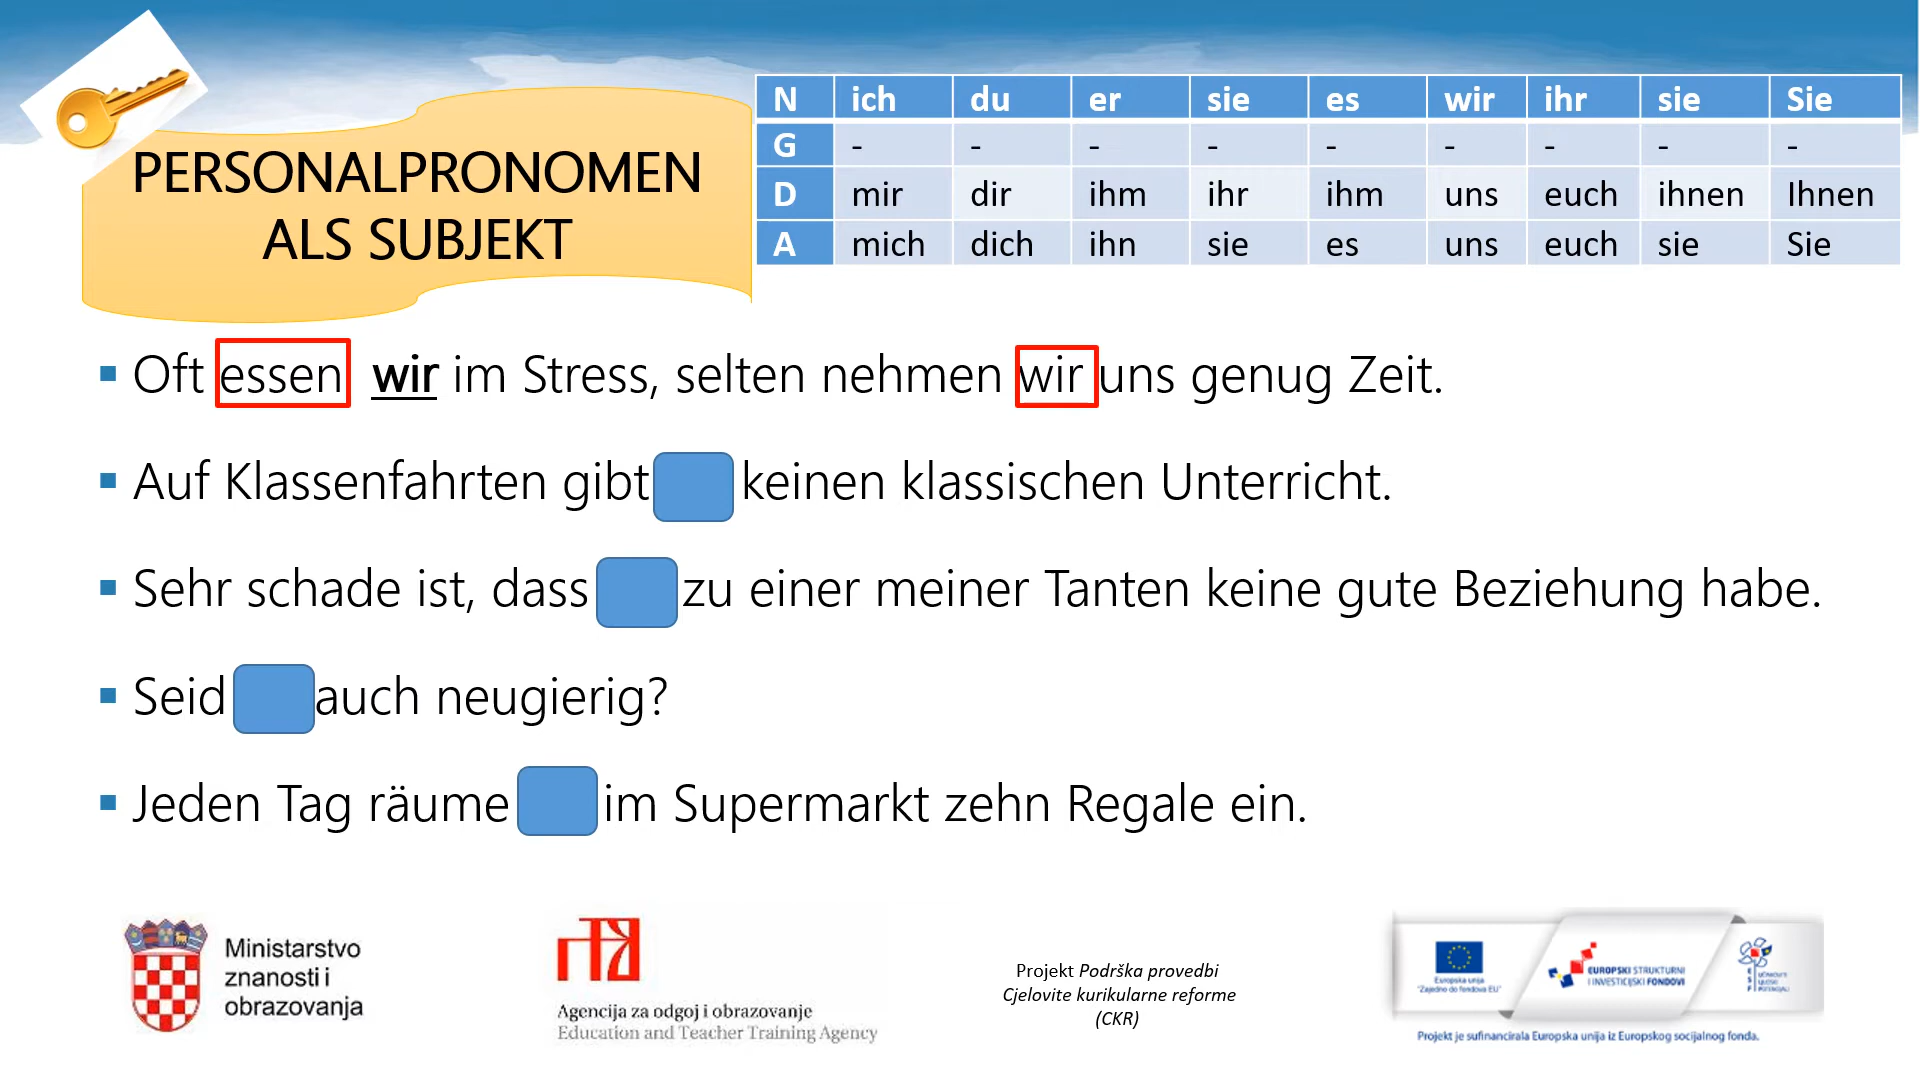 PERSONALPRONOMEN
ALS SUBJEKT
N ich du er sie es wir ihr sie Sie
G - - - - - - - - -
D mir dir ihm ihr ihm uns euch ihnen Ihnen
A mich dich ihn sie es uns euch sie Sie
Oft essen wir im Stress, selten nehmen wir uns genug Zeit.
Auf Klassenfahrten gibt keinen klassischen Unterricht.
Sehr schade ist, dass zu einer meiner Tanten keine gute Beziehung habe.
Seid auch neugierig?
Jeden Tag räume im Supermarkt zehn Regale ein.
Ministarstvo
znanosti i
obrazovanja
Agencija za odgoj i obrazovanje
Education and Teacher Training Agency
Projekt Podrška provedbi
Cjelovite kurikularne reforme
(CKR)
Europska unija
"Zajedno do fondova EU"
EUROPSKI STRUKTURNI
I INVESTICIJSKI FONDOVI
Projekt je sufinancirala Europska unija iz Europskog socijalnog fonda.